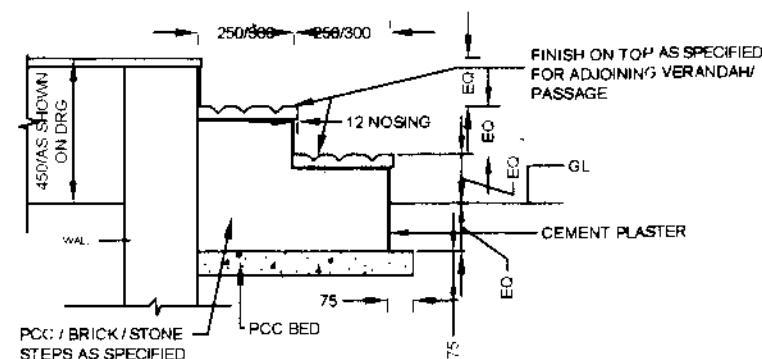 250/300
250/300
FINISH ON TOP AS SPECIFIED
FOR ADJOINING VERANDAH/
PASSAGE
EQ
EQ
EQ
EQ
450/AS SHOWN
ON DRG
12 NOSING
GL
WALL
CEMENT PLASTER
75
PCC BED
75
PCC / BRICK / STONE
STEPS AS SPECIFIED